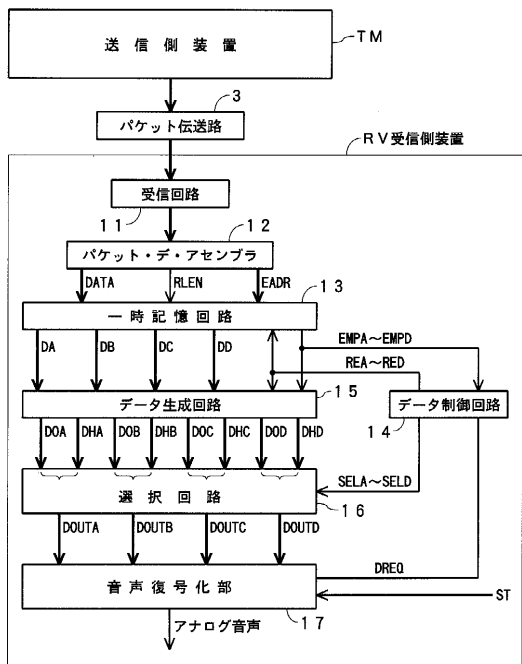 送信側装置
TM
3
パケット伝送路
RV受信側装置
受信回路
11
12
パケット・デ・アセンブラ
DATA
RLEN
EADR
13
一時記憶回路
EMPA～EMPD
DA
DB
DC
DD
REA～RED
15
データ生成回路
データ制御回路
14
DOA
DHA
DOB
DHB
DOC
DHC
DOD
DHD
SELA～SELD
選択回路
16
DOUTA
DOUTB
DOUTC
DOUTD
DREQ
音声復号化部
ST
17
アナログ音声